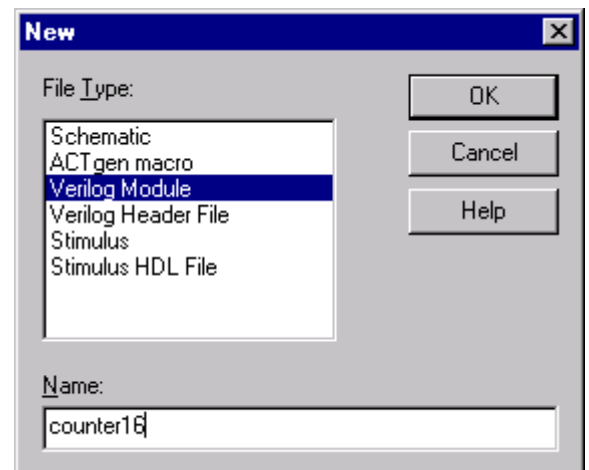 New
File Type:
OK
Schematic
ACTgen macro
Cancel
Verilog Module
Verilog Header File
Help
Stimulus
Stimulus HDL File
Name:
counter16